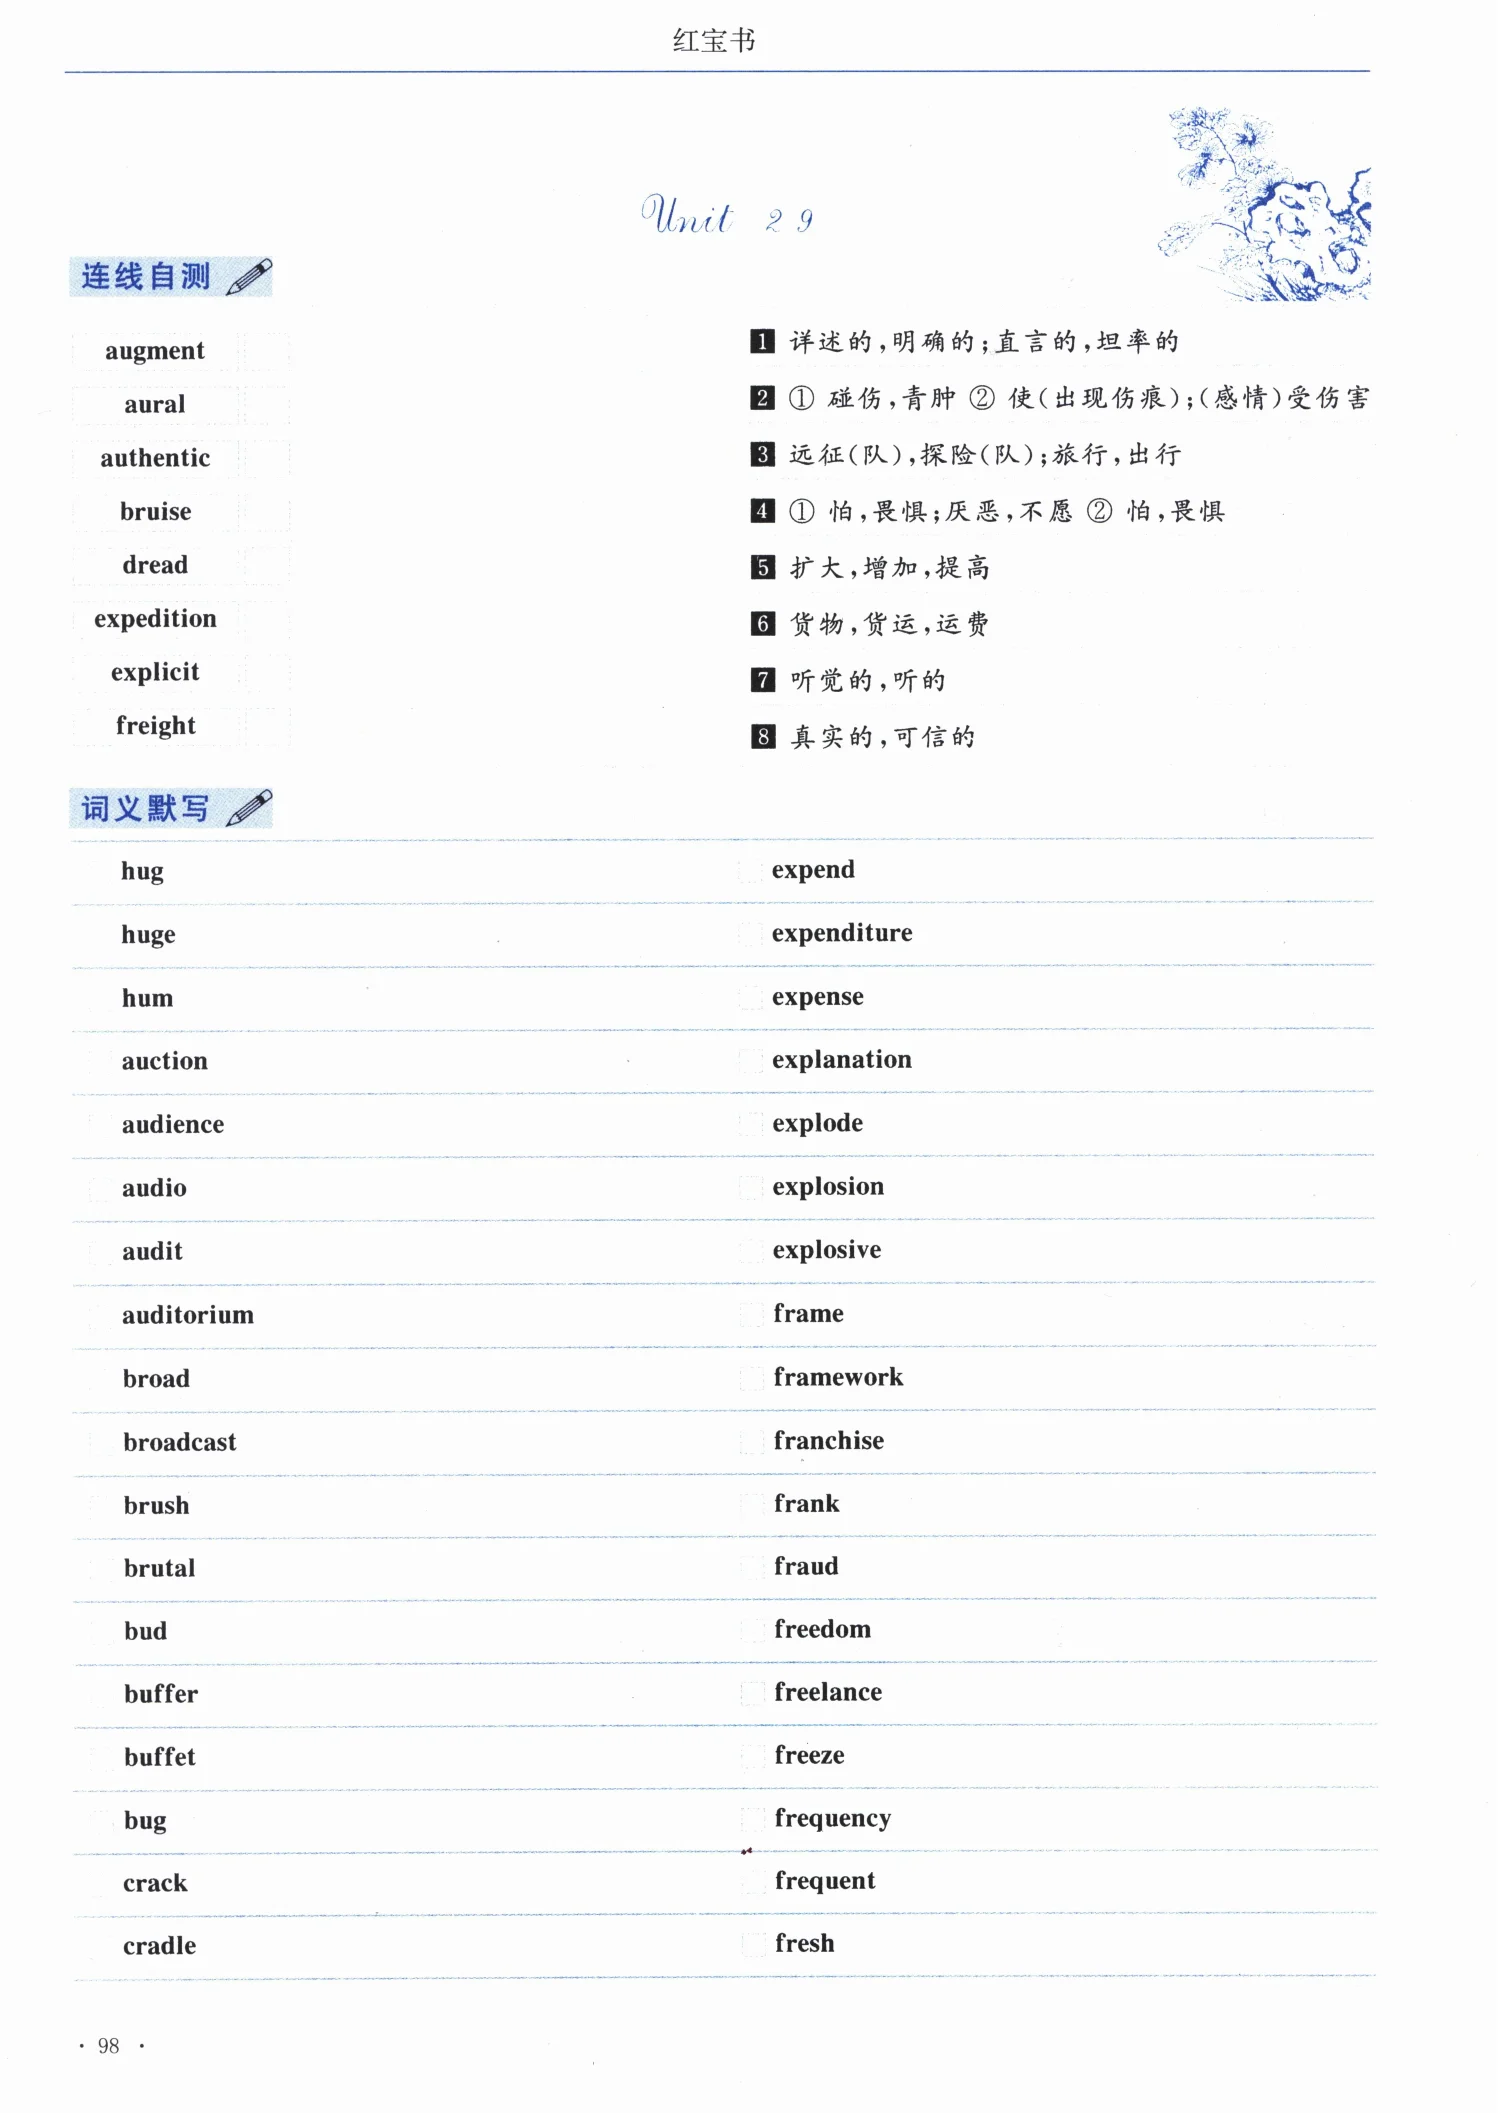 红宝书
Unit 29
连线自测
augment
aural
authentic
bruise
dread
expedition
explicit
freight
1 详述的,明确的;直言的,坦率的
2 ① 碰伤,青肿 ② 使(出现伤痕);(感情)受伤害
3 远征(队),探险(队);旅行,出行
4 ① 怕,畏惧;厌恶,不愿 ② 怕,畏惧
5 扩大,增加,提高
6 货物,货运,运费
7 听觉的,听的
8 真实的,可信的
词义默写
hug
huge
hum
auction
audience
audio
audit
auditorium
broad
broadcast
brush
brutal
bud
buffer
buffet
bug
crack
cradle
expend
expenditure
expense
explanation
explode
explosion
explosive
frame
framework
franchise
frank
fraud
freedom
freelance
freeze
frequency
frequent
fresh
· 98 ·